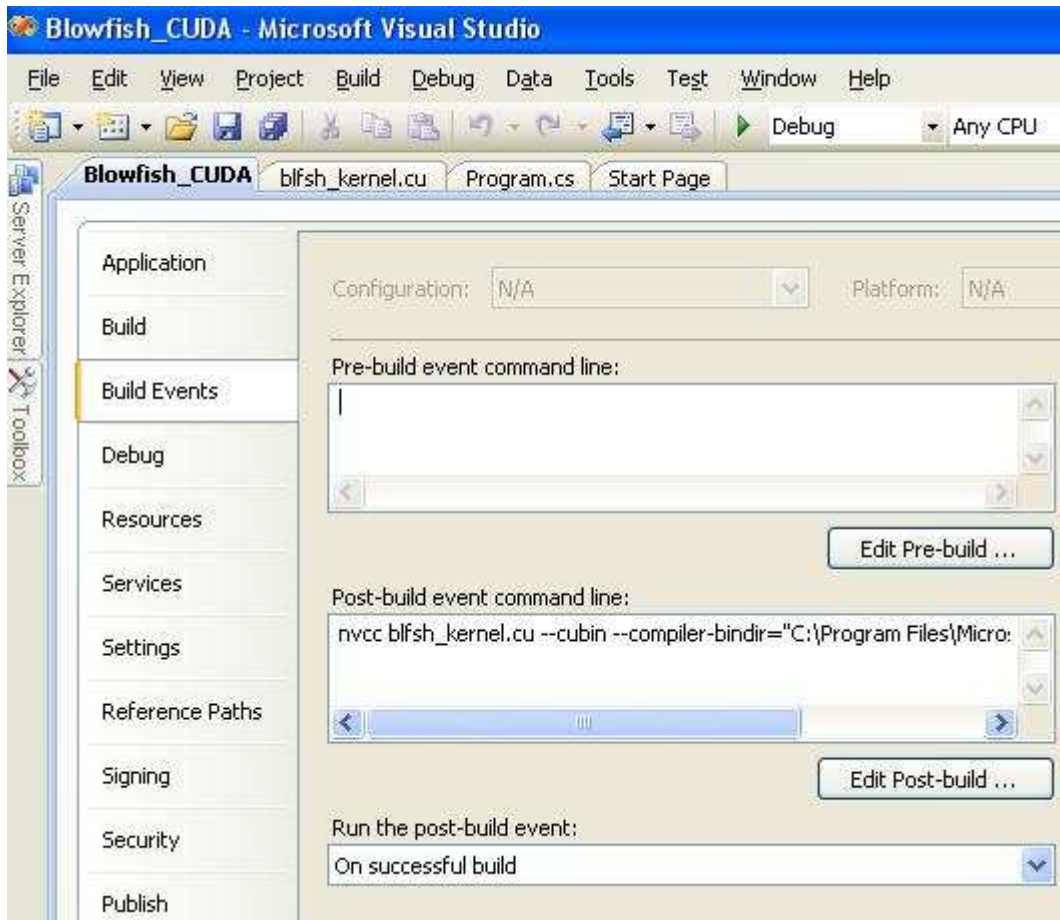 Blowfish_CUDA - Microsoft Visual Studio
File Edit View Project Build Debug Data Tools Test Window Help
Debug Any CPU
Blowfish_CUDA blfsh_kernel.cu Program.cs Start Page
Server Explorer
Toolbox
Application
Build
Build Events
Debug
Resources
Services
Settings
Reference Paths
Signing
Security
Publish
Configuration: N/A Platform: N/A
Pre-build event command line:
Edit Pre-build ...
Post-build event command line:
nvcc blfsh_kernel.cu --cubin --compiler-bindir="C:\Program Files\Micro
Edit Post-build ...
Run the post-build event:
On successful build